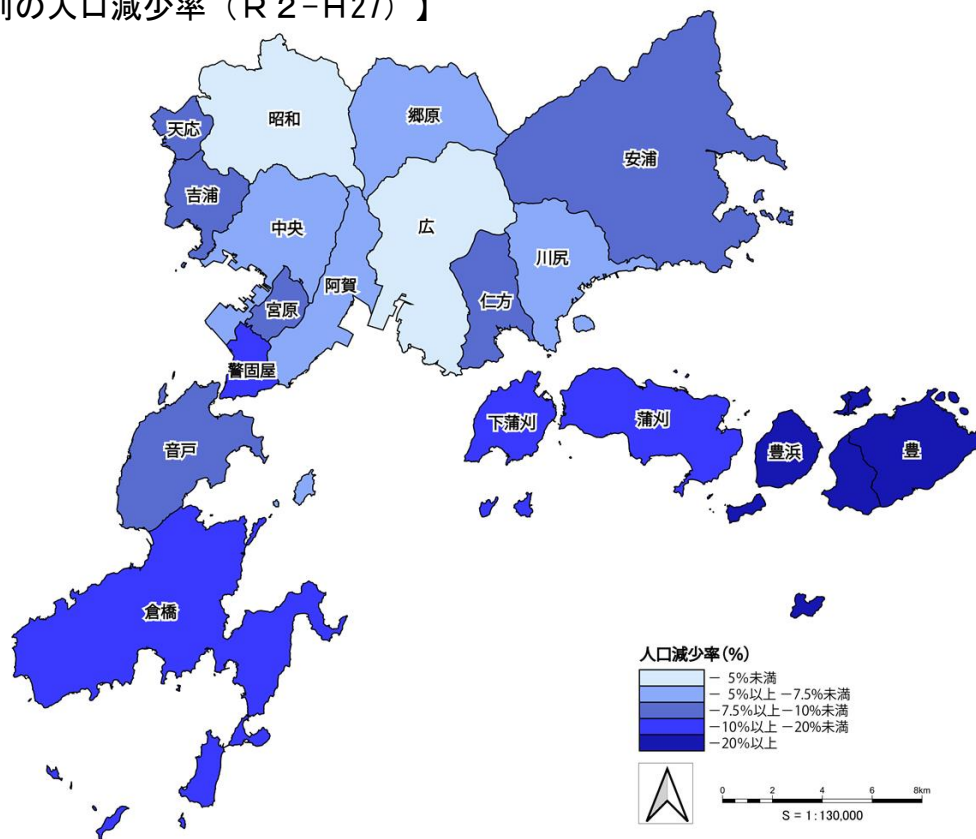 別の人口減少率(R2-H27)】
昭和
郷原
天応
安浦
吉浦
中央
広
川尻
阿賀
仁方
宮原
警固屋
下蒲刈
蒲刈
音戸
豊浜
豊
倉橋
人口減少率(%)
− 5%未満
− 5%以上 −7.5%未満
−7.5%以上−10%未満
−10%以上 −20%未満
−20%以上
0 2 4 6 8km
S = 1:130,000